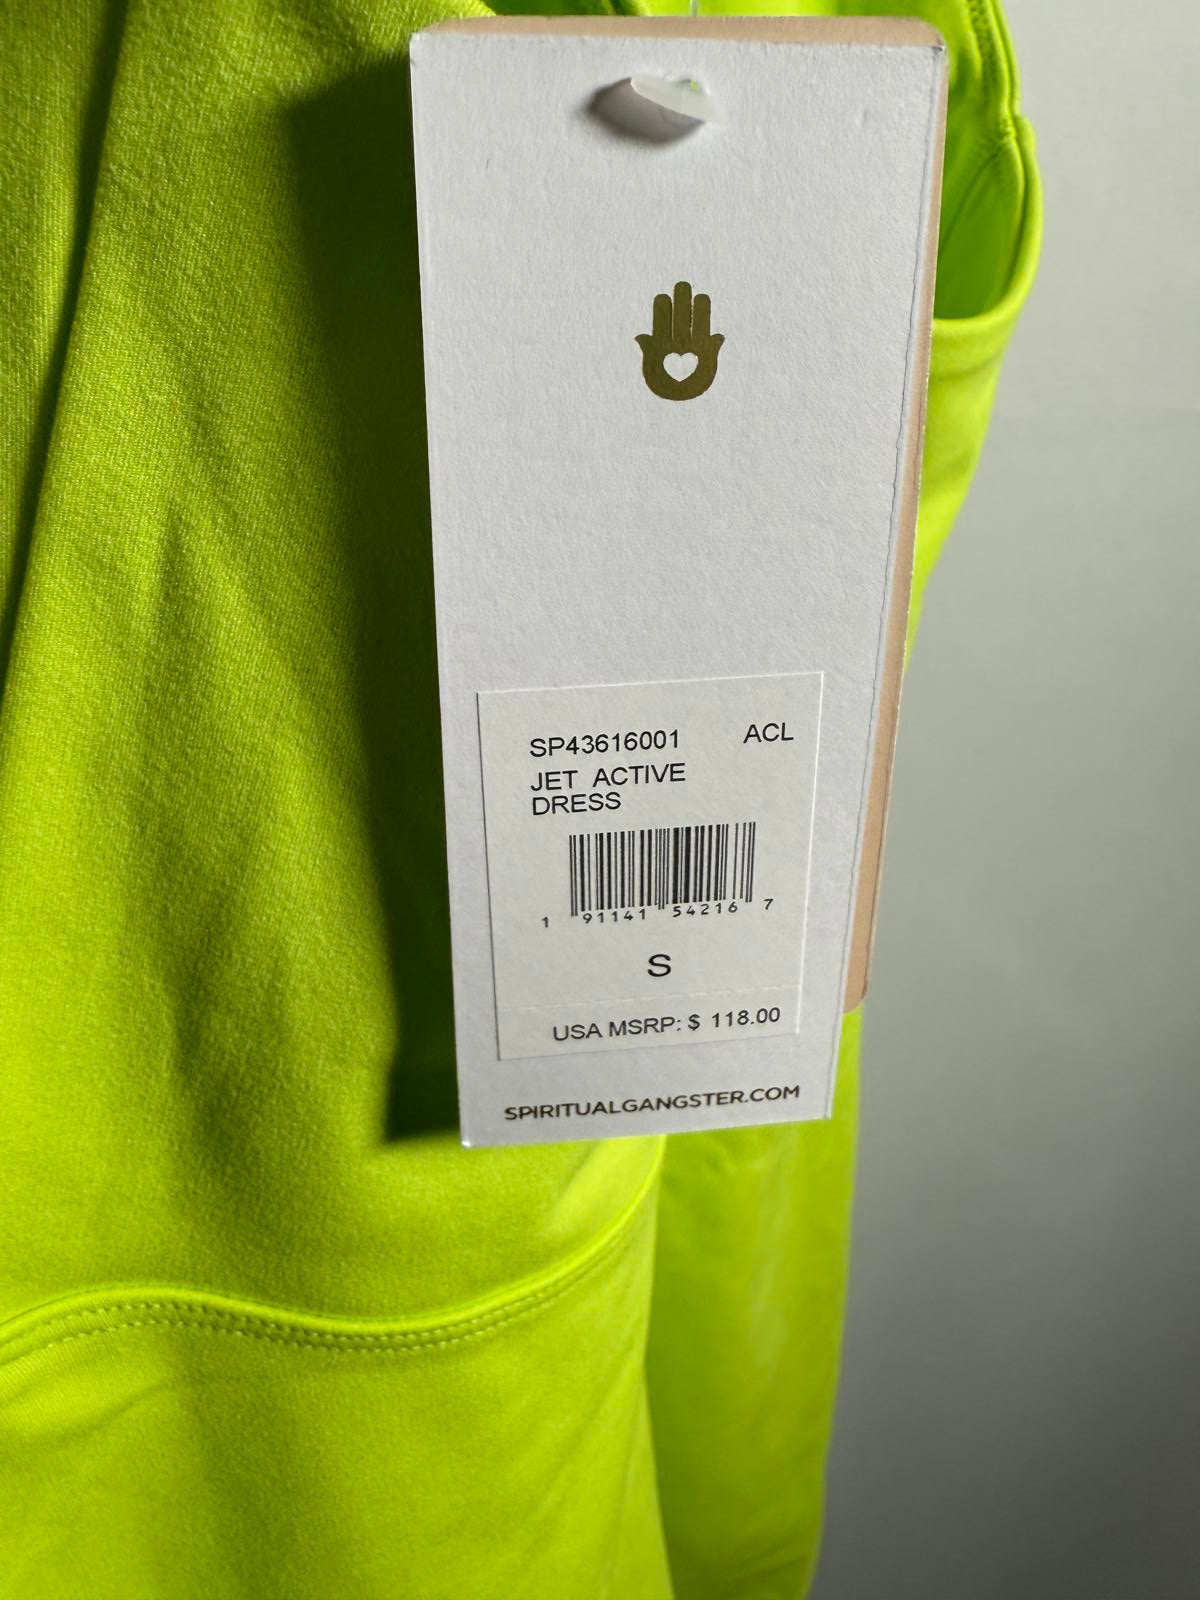 SP43616001 ACL
JET ACTIVE
DRESS
1 91141 54216 7
S
USA MSRP: $ 118.00
SPIRITUALGANGSTER.COM